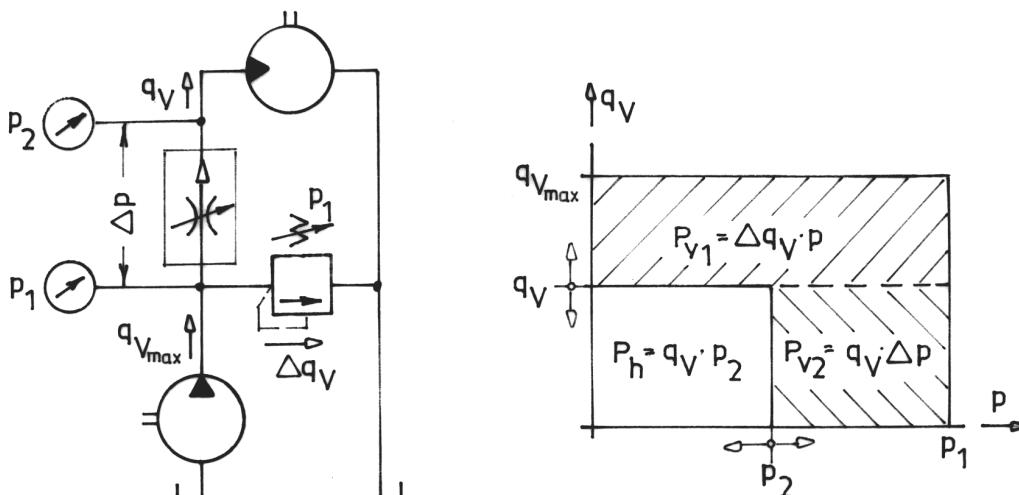 q_V
p_2
Δp
p_1
p_1
q_Vmax
Δq_V
q_V
q_Vmax
P_v1 = Δq_V · p
q_V
P_h = q_V · p_2
P_v2 = q_V · Δp
p
p_2
p_1